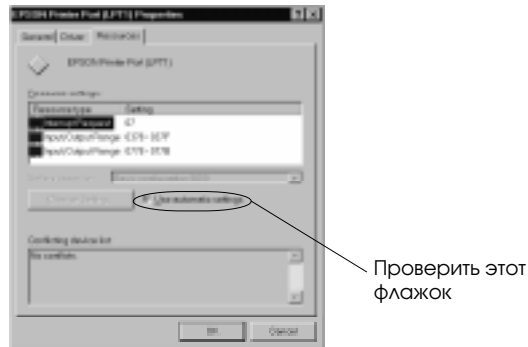 EPSON Printer Port (LPT1) Properties
General Driver Resources
EPSON Printer Port (LPT1)
Resource settings:
Resource type Setting
Interrupt Request 07
Input/Output Range 0378 - 037F
Input/Output Range 0778 - 077B
Use automatic settings
Conflicting device list:
No conflicts.
OK Cancel
Проверить этот
флажок